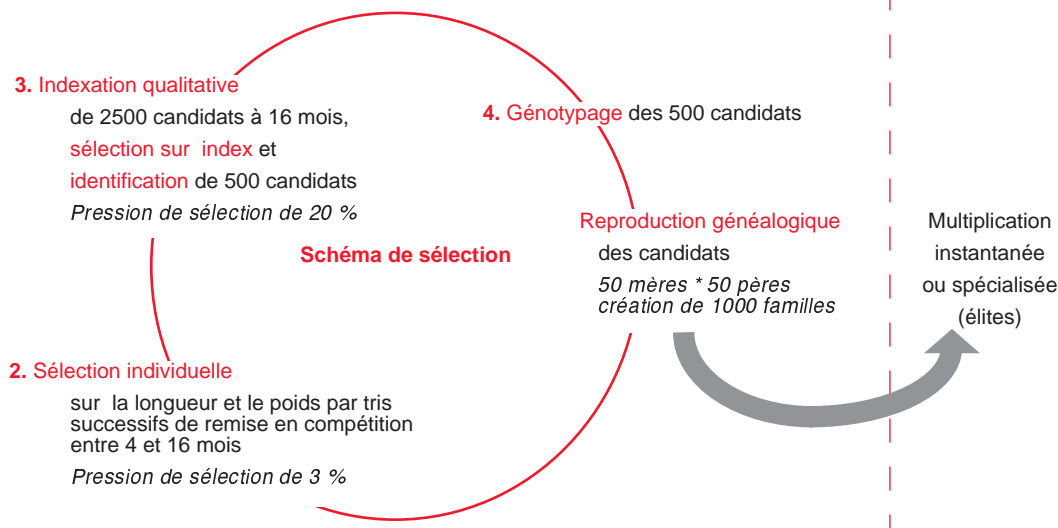 3. Indexation qualitative
de 2500 candidats à 16 mois,
sélection sur index et
identification de 500 candidats
Pression de sélection de 20 %
4. Génotypage des 500 candidats
Schéma de sélection
Reproduction généalogique
des candidats
50 mères * 50 pères
création de 1000 familles
Multiplication
instantanée
ou spécialisée
(élites)
2. Sélection individuelle
sur la longueur et le poids par tris
successifs de remise en compétition
entre 4 et 16 mois
Pression de sélection de 3 %